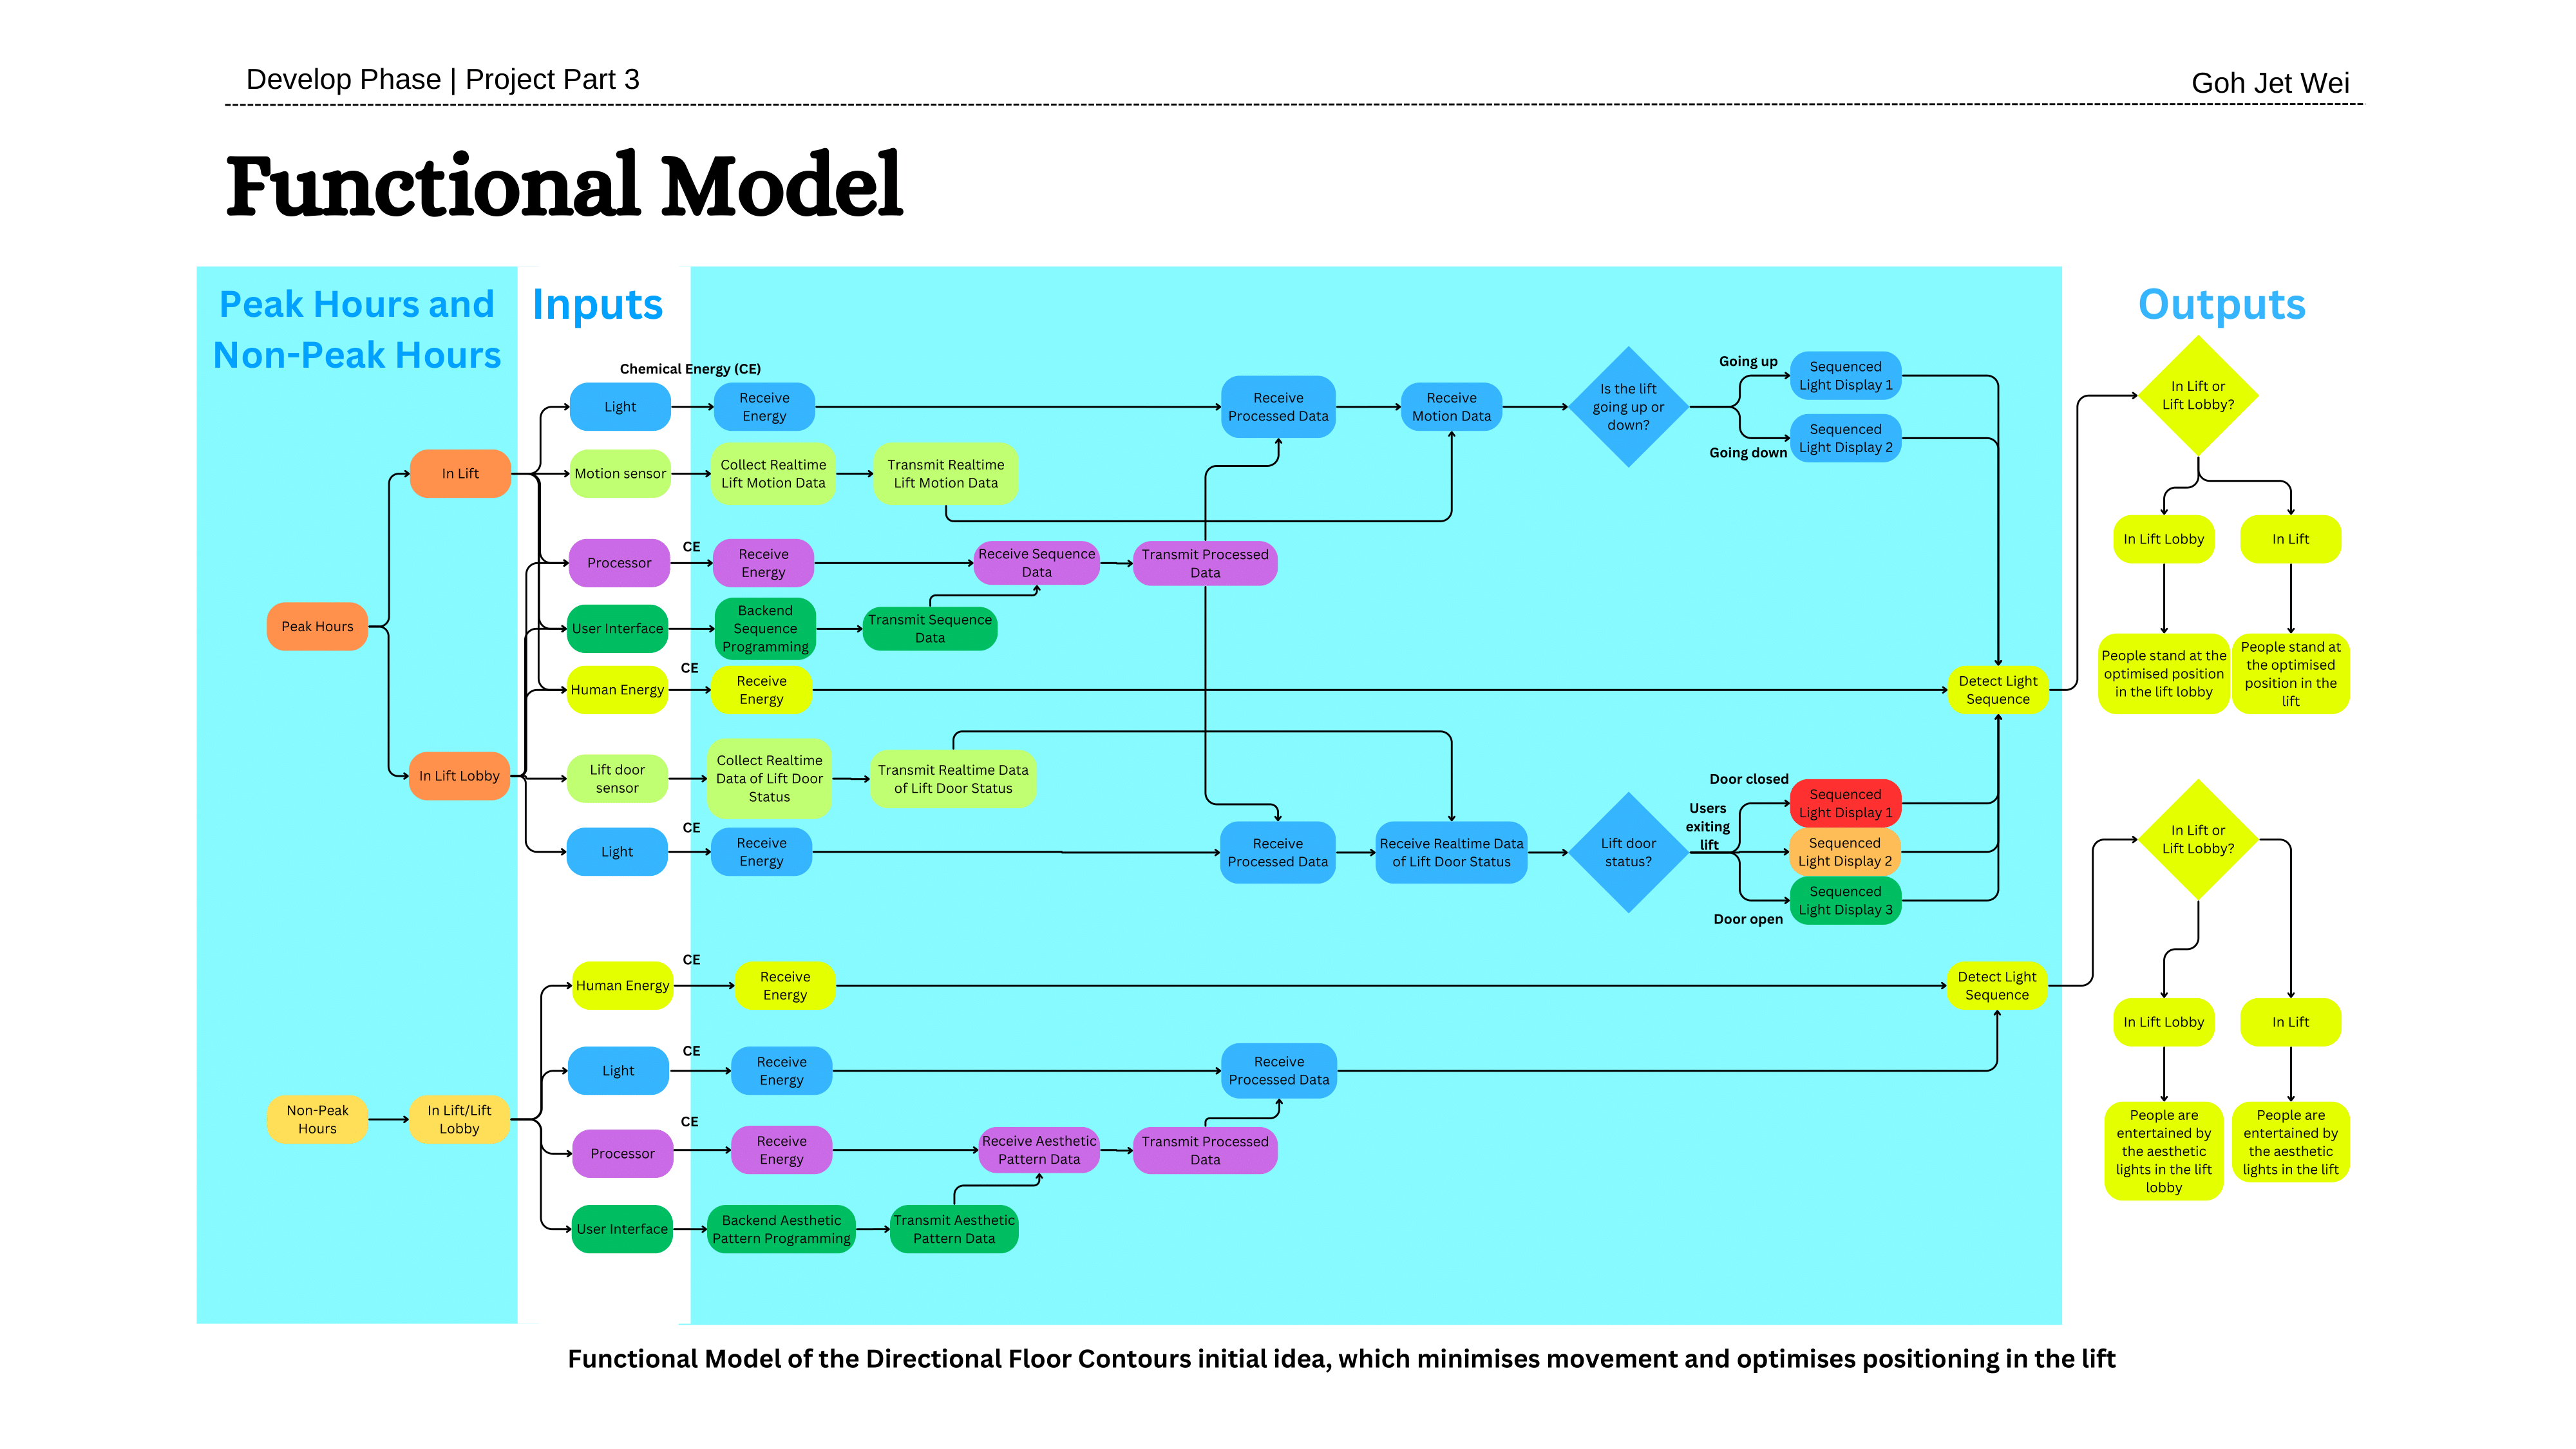 Develop Phase | Project Part 3
Goh Jet Wei
Functional Model
Peak Hours and
Non-Peak Hours
Inputs
Outputs
Chemical Energy (CE)
Light
Receive
Energy
Receive
Processed Data
Receive
Motion Data
Is the lift
going up or
down?
Going up
Sequenced
Light Display 1
Going down
Sequenced
Light Display 2
In Lift or
Lift Lobby?
In Lift
Motion sensor
Collect Realtime
Lift Motion Data
Transmit Realtime
Lift Motion Data
In Lift Lobby
In Lift
CE
Processor
Receive
Energy
Receive Sequence
Data
Transmit Processed
Data
Peak Hours
User Interface
Backend
Sequence
Programming
Transmit Sequence
Data
CE
Human Energy
Receive
Energy
Detect Light
Sequence
People stand at the
optimised position
in the lift lobby
People stand at
the optimised
position in the
lift
In Lift Lobby
Lift door
sensor
Collect Realtime
Data of Lift Door
Status
Transmit Realtime Data
of Lift Door Status
CE
Light
Receive
Energy
Receive
Processed Data
Receive Realtime Data
of Lift Door Status
Lift door
status?
Door closed
Users
exiting
lift
Door open
Sequenced
Light Display 1
Sequenced
Light Display 2
Sequenced
Light Display 3
In Lift or
Lift Lobby?
CE
Human Energy
Receive
Energy
Detect Light
Sequence
In Lift Lobby
In Lift
CE
Light
Receive
Energy
Receive
Processed Data
Non-Peak
Hours
In Lift/Lift
Lobby
CE
Processor
Receive
Energy
Receive Aesthetic
Pattern Data
Transmit Processed
Data
People are
entertained by
the aesthetic
lights in the lift
lobby
People are
entertained by
the aesthetic
lights in the lift
User Interface
Backend Aesthetic
Pattern Programming
Transmit Aesthetic
Pattern Data
Functional Model of the Directional Floor Contours initial idea, which minimises movement and optimises positioning in the lift